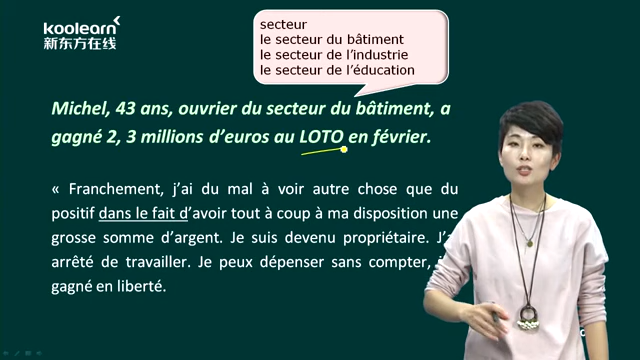 koolearn
新东方在线
secteur
le secteur du bâtiment
le secteur de l'industrie
le secteur de l'éducation
Michel, 43 ans, ouvrier du secteur du bâtiment, a
gagné 2, 3 millions d'euros au LOTO en février.
« Franchement, j'ai du mal à voir autre chose que du
positif dans le fait d'avoir tout à coup à ma disposition une
grosse somme d'argent. Je suis devenu propriétaire.
arrêté de travailler. Je peux dépenser sans compter,
gagné en liberté.